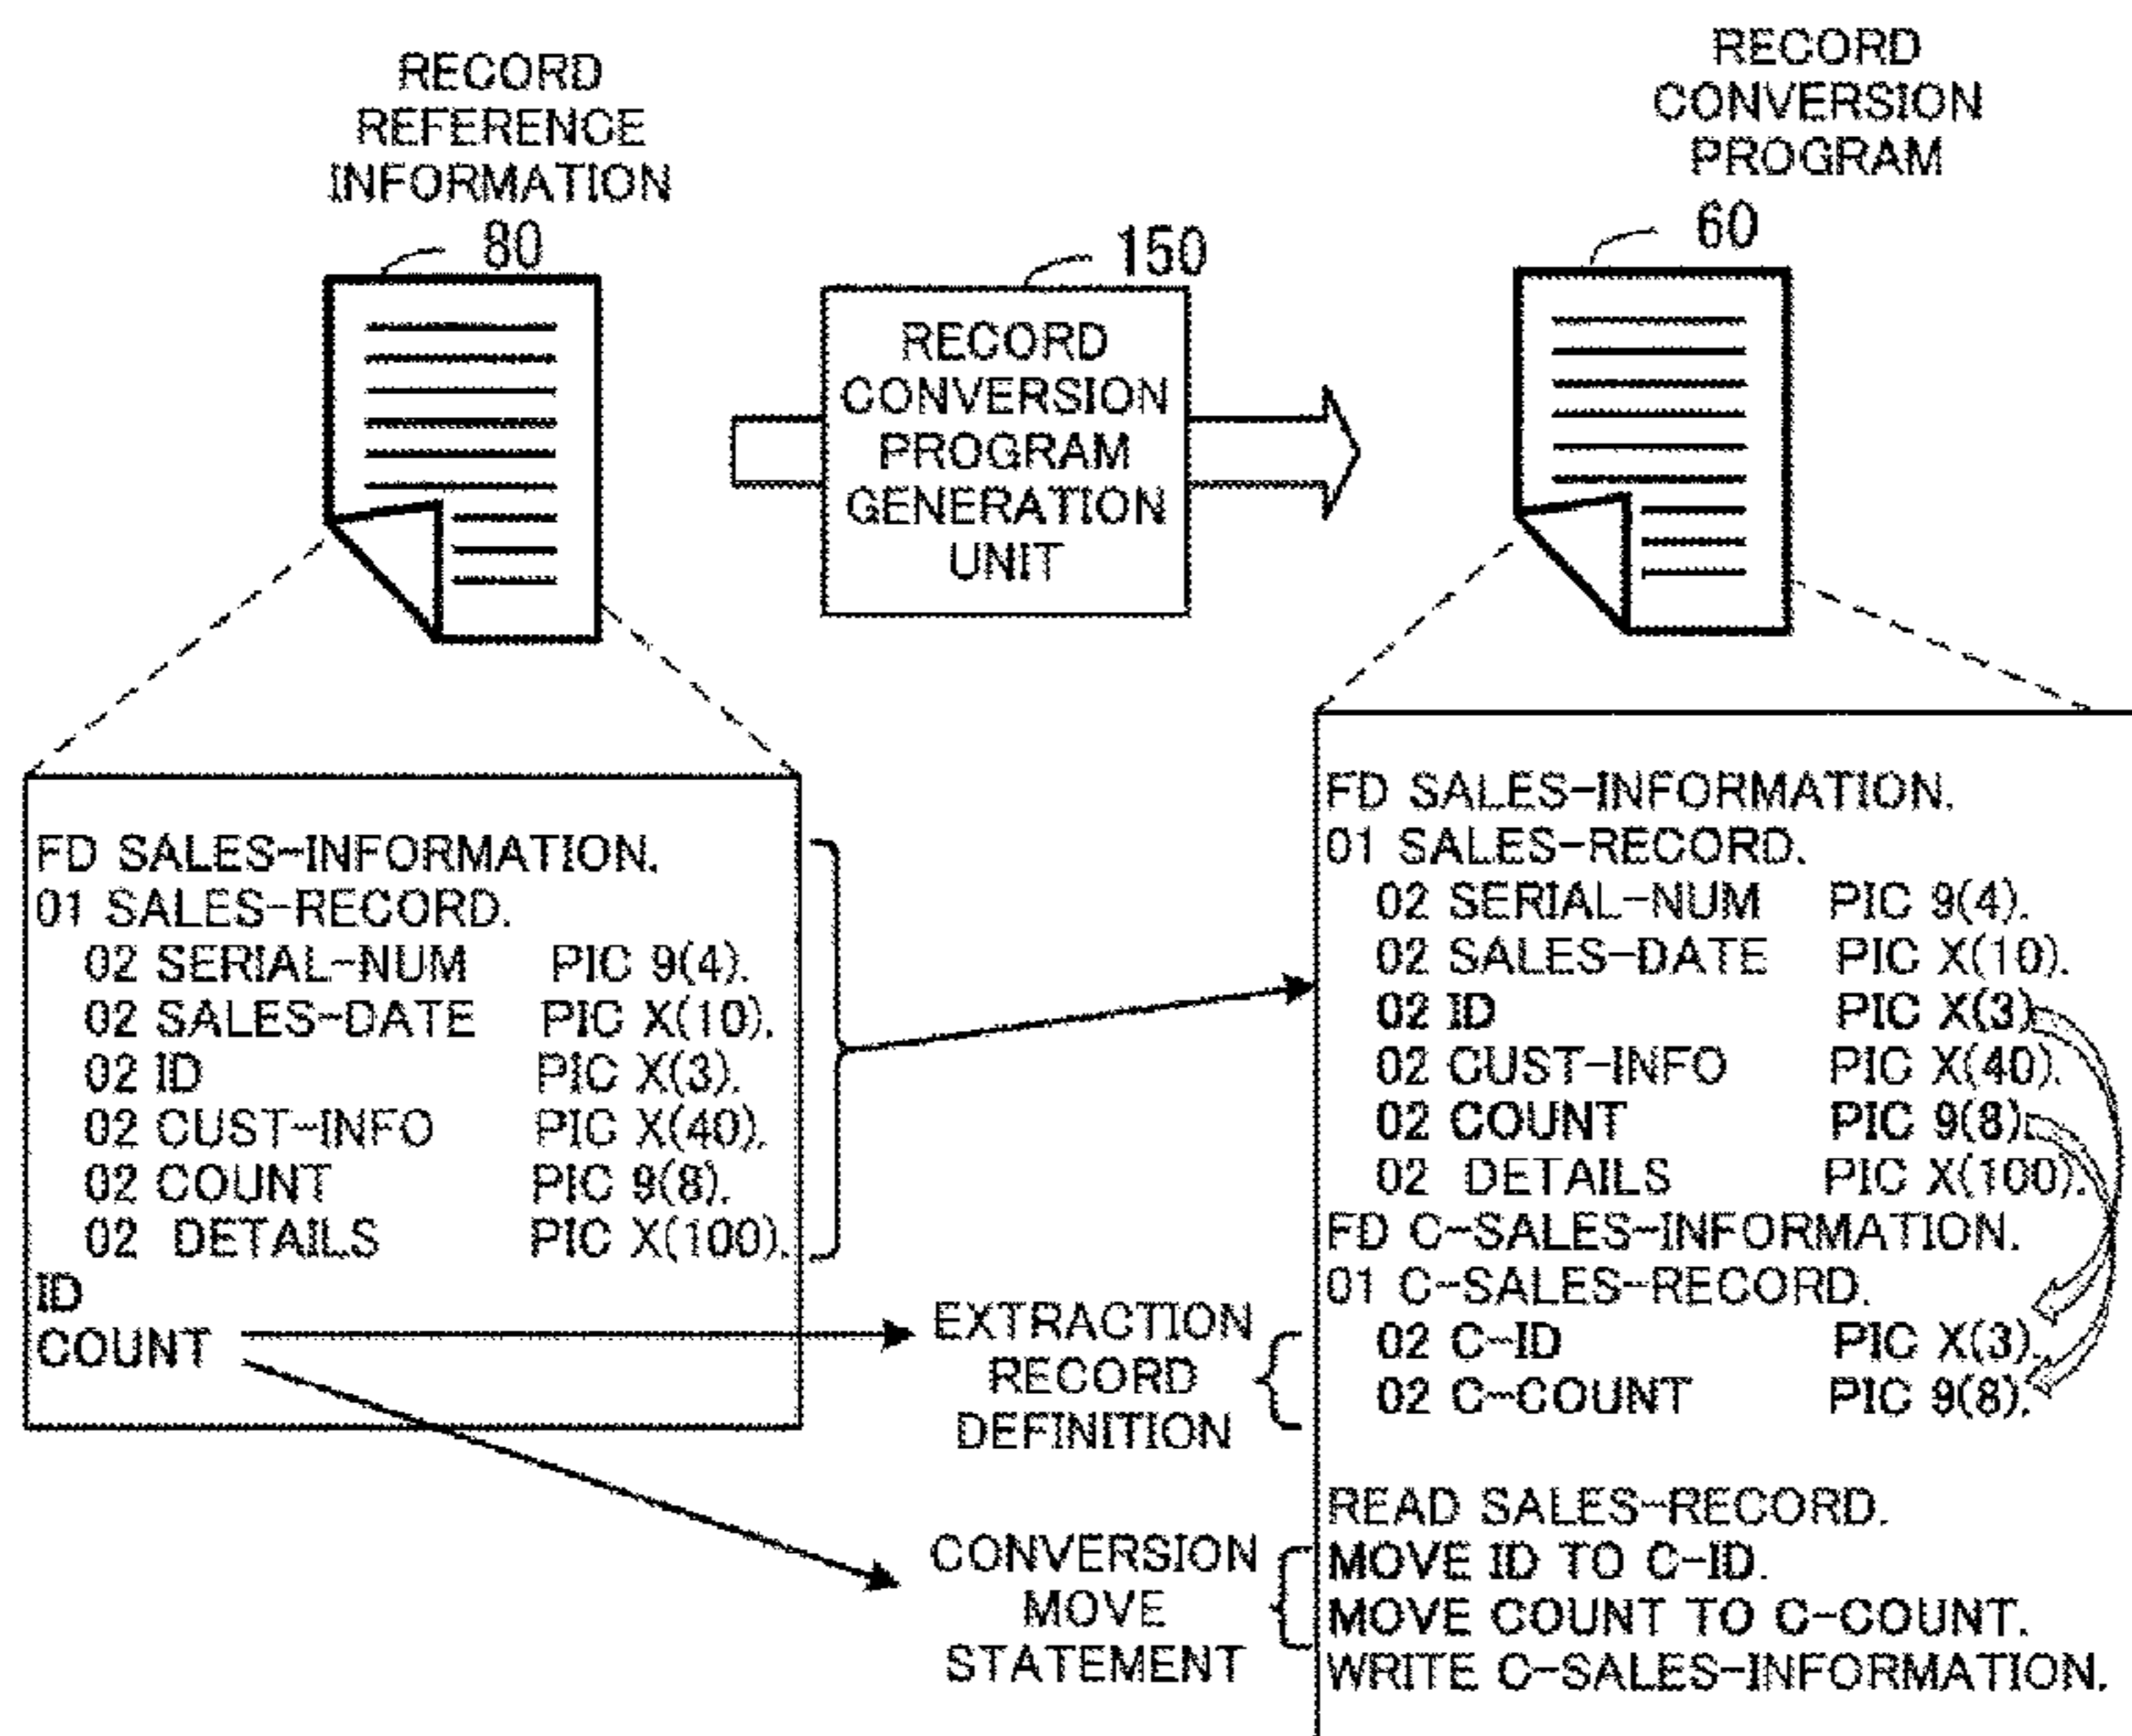 RECORD
REFERENCE
INFORMATION
80
150
RECORD
CONVERSION
PROGRAM
GENERATION
UNIT
RECORD
CONVERSION
PROGRAM
60
FD SALES-INFORMATION.
01 SALES-RECORD.
02 SERIAL-NUM PIC 9(4).
02 SALES-DATE PIC X(10).
02 ID PIC X(3).
02 CUST-INFO PIC X(40).
02 COUNT PIC 9(8).
02 DETAILS PIC X(100).
ID
COUNT
EXTRACTION
RECORD
DEFINITION
CONVERSION
MOVE
STATEMENT
FD SALES-INFORMATION.
01 SALES-RECORD.
02 SERIAL-NUM PIC 9(4).
02 SALES-DATE PIC X(10).
02 ID PIC X(3)
02 CUST-INFO PIC X(40).
02 COUNT PIC 9(8).
02 DETAILS PIC X(100).
FD C-SALES-INFORMATION.
01 C-SALES-RECORD.
02 C-ID PIC X(3).
02 C-COUNT PIC 9(8).
READ SALES-RECORD.
MOVE ID TO C-ID.
MOVE COUNT TO C-COUNT.
WRITE C-SALES-INFORMATION.